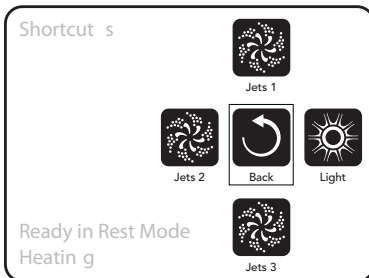 Shortcut s
Jets 1
Jets 2
Back
Light
Ready in Rest Mode
Heatin g
Jets 3